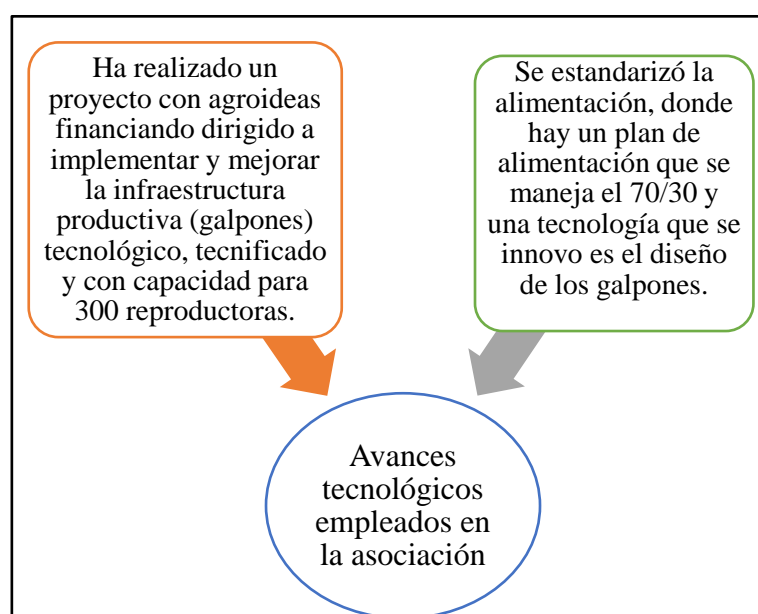 Ha realizado un
proyecto con agroideas
financiando dirigido a
implementar y mejorar
la infraestructura
productiva (galpones)
tecnológico, tecnificado
y con capacidad para
300 reproductoras.
Se estandarizó la
alimentación, donde
hay un plan de
alimentación que se
maneja el 70/30 y
una tecnología que se
innovo es el diseño
de los galpones.
Avances
tecnológicos
empleados en
la asociación